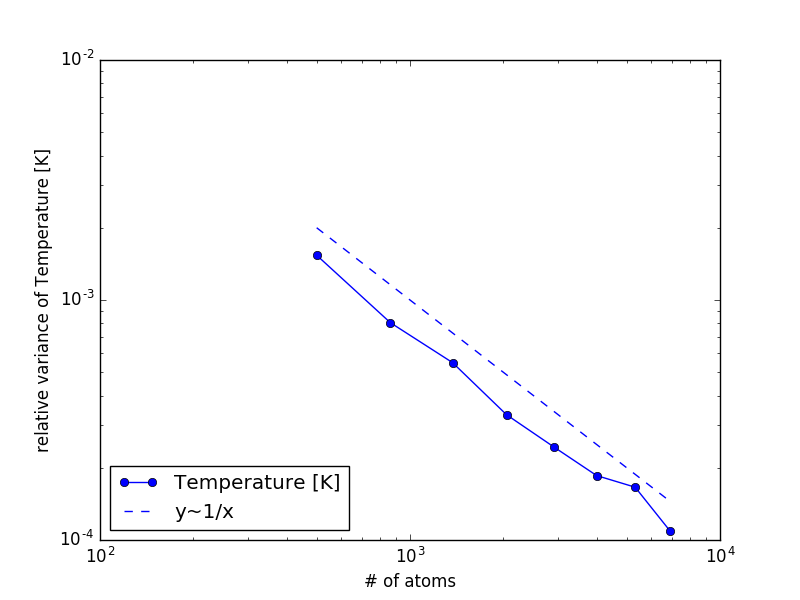 10^-2
10^-3
10^-4
relative variance of Temperature [K]
Temperature [K]
y~1/x
10^2
10^3
10^4
# of atoms